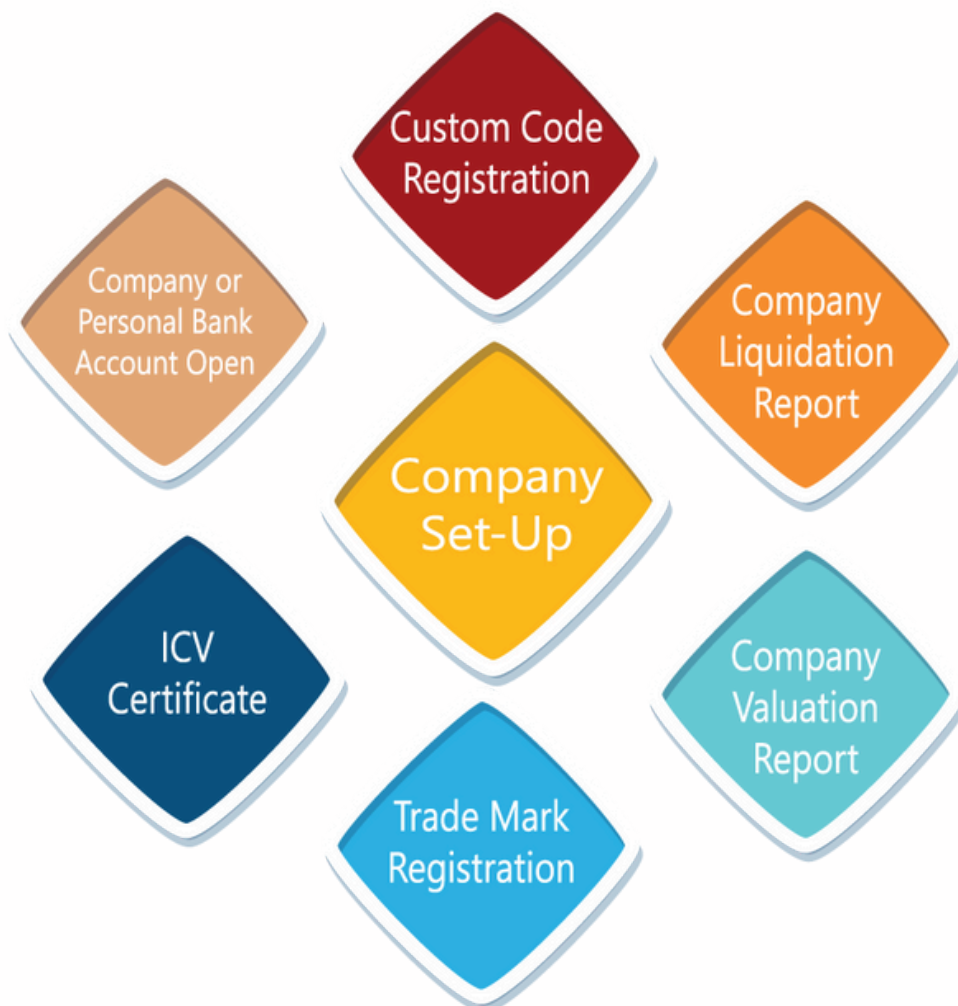 Custom Code
Registration
Company or
Personal Bank
Account Open
Company
Liquidation
Report
Company
Set-Up
ICV
Certificate
Company
Valuation
Report
Trade Mark
Registration